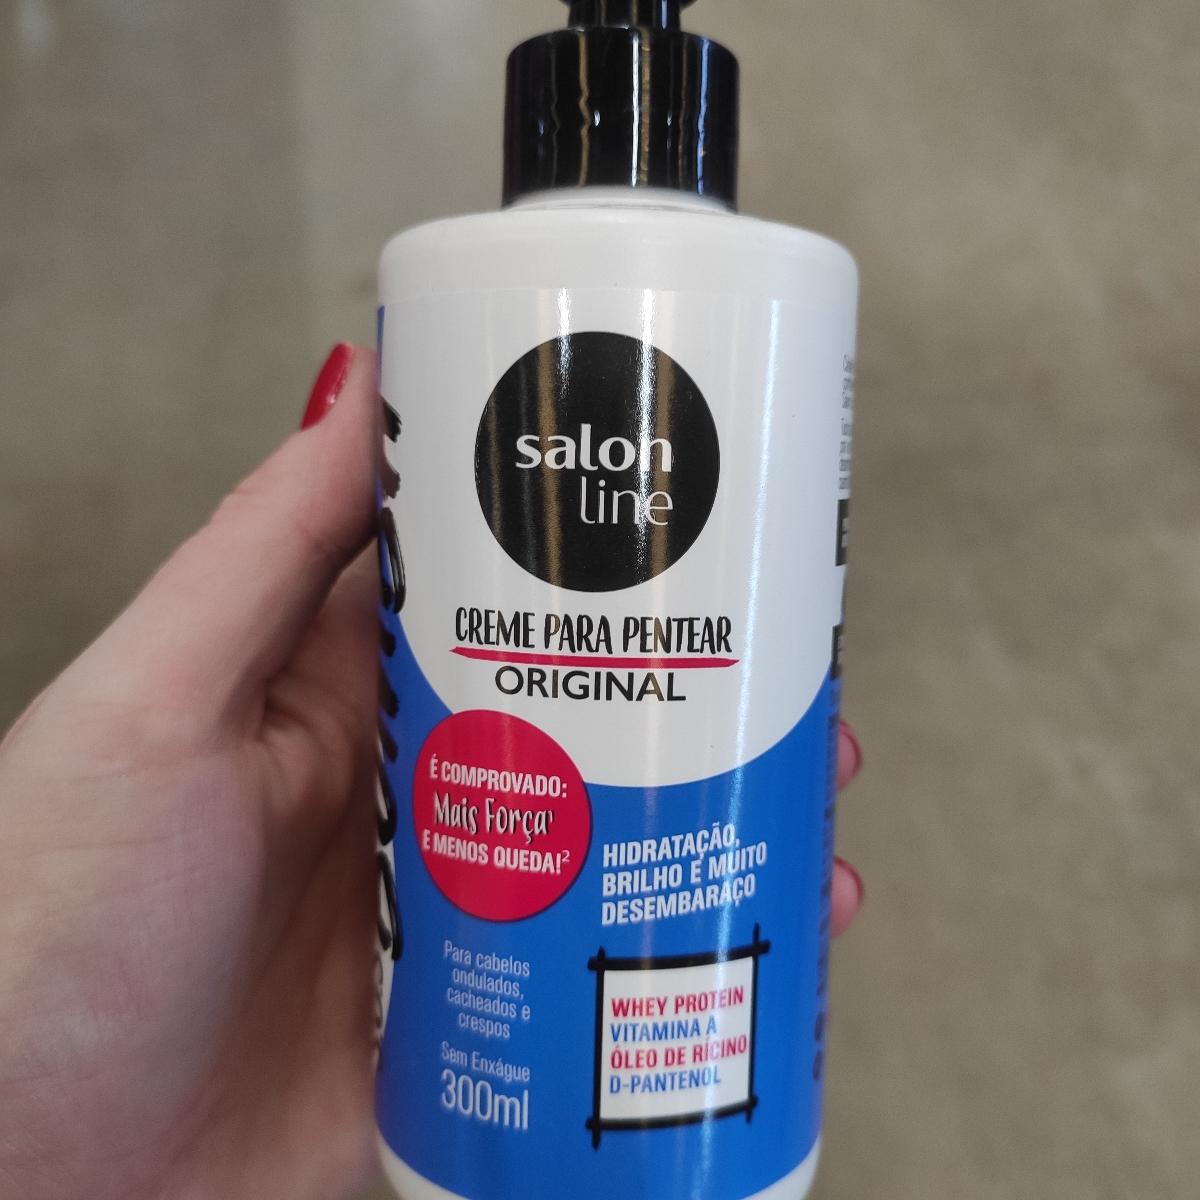 salon
line
CREME PARA PENTEAR
ORIGINAL
É COMPROVADO:
Mais Força¹
E MENOS QUEDA!²
HIDRATAÇÃO,
BRILHO E MUITO
DESEMBARAÇO
Para cabelos
ondulados,
cacheados e
crespos
Sem Enxágue
300ml
WHEY PROTEIN
VITAMINA A
ÓLEO DE RÍCINO
D-PANTENOL